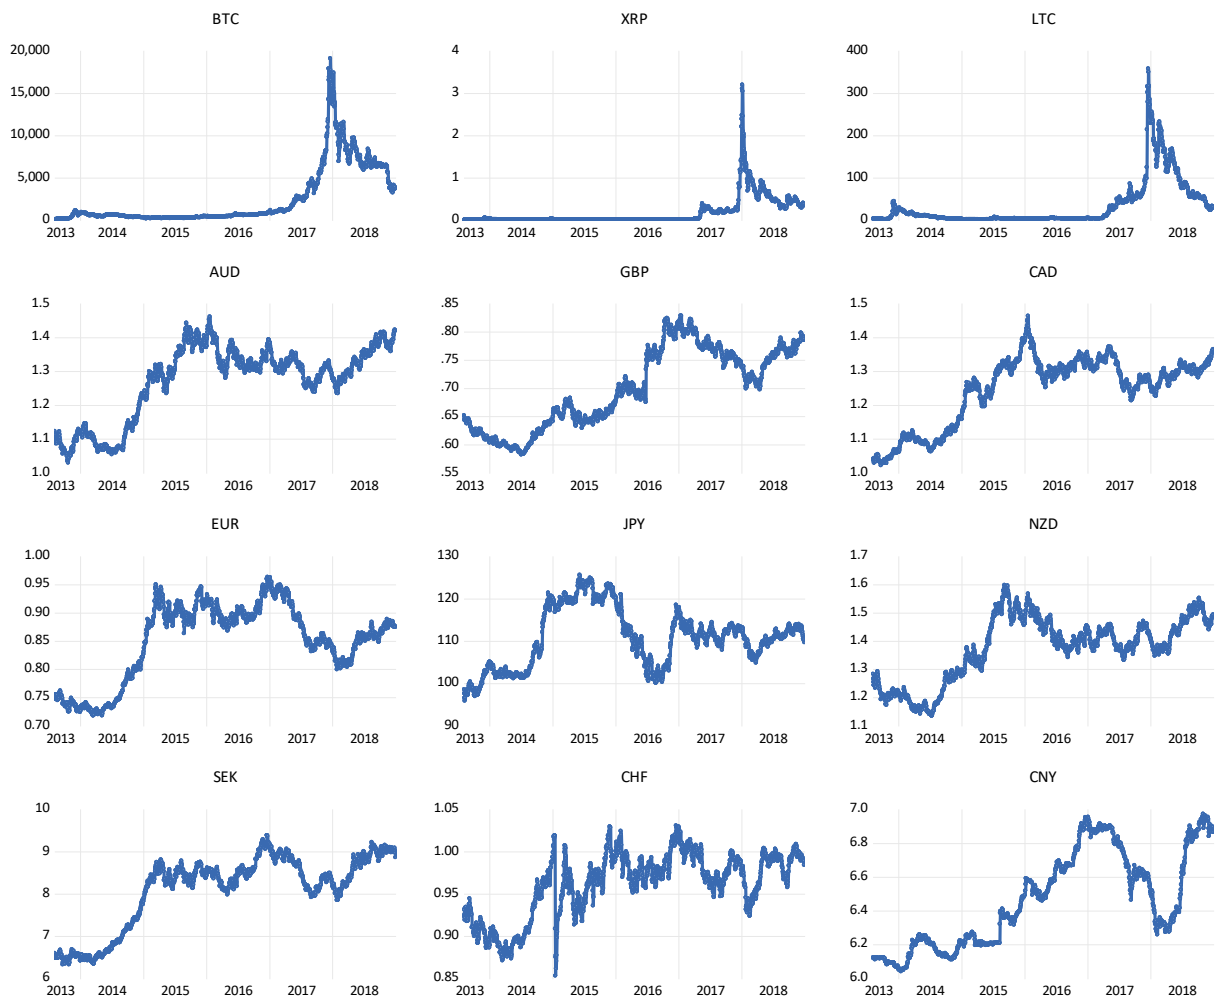 BTC
20,000
15,000
10,000
5,000
0
2013 2014 2015 2016 2017 2018
XRP
4
3
2
1
0
2013 2014 2015 2016 2017 2018
LTC
400
300
200
100
0
2013 2014 2015 2016 2017 2018
AUD
1.5
1.4
1.3
1.2
1.1
1.0
2013 2014 2015 2016 2017 2018
GBP
.85
.80
.75
.70
.65
.60
.55
2013 2014 2015 2016 2017 2018
CAD
1.5
1.4
1.3
1.2
1.1
1.0
2013 2014 2015 2016 2017 2018
EUR
1.00
0.95
0.90
0.85
0.80
0.75
0.70
2013 2014 2015 2016 2017 2018
JPY
130
120
110
100
90
2013 2014 2015 2016 2017 2018
NZD
1.7
1.6
1.5
1.4
1.3
1.2
1.1
2013 2014 2015 2016 2017 2018
SEK
10
9
8
7
6
2013 2014 2015 2016 2017 2018
CHF
1.05
1.00
0.95
0.90
0.85
2013 2014 2015 2016 2017 2018
CNY
7.0
6.8
6.6
6.4
6.2
6.0
2013 2014 2015 2016 2017 2018